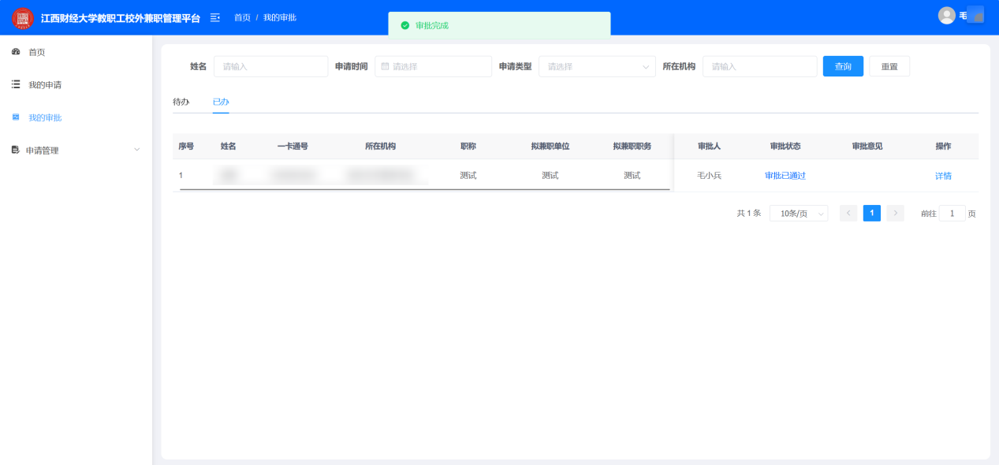 江西财经大学教职工校外兼职管理平台
首页 / 我的审批
审批完成
毛
首页
我的申请
我的审批
申请管理
姓名 请输入 申请时间 请选择 申请类型 请选择 所在机构 请输入 查询 重置
待办 已办
序号 姓名 一卡通号 所在机构 职称 拟兼职单位 拟兼职职务 审批人 审批状态 审批意见 操作
1 测试 测试 测试 毛小兵 审批已通过 详情
共 1 条 10条/页 1 前往 1 页